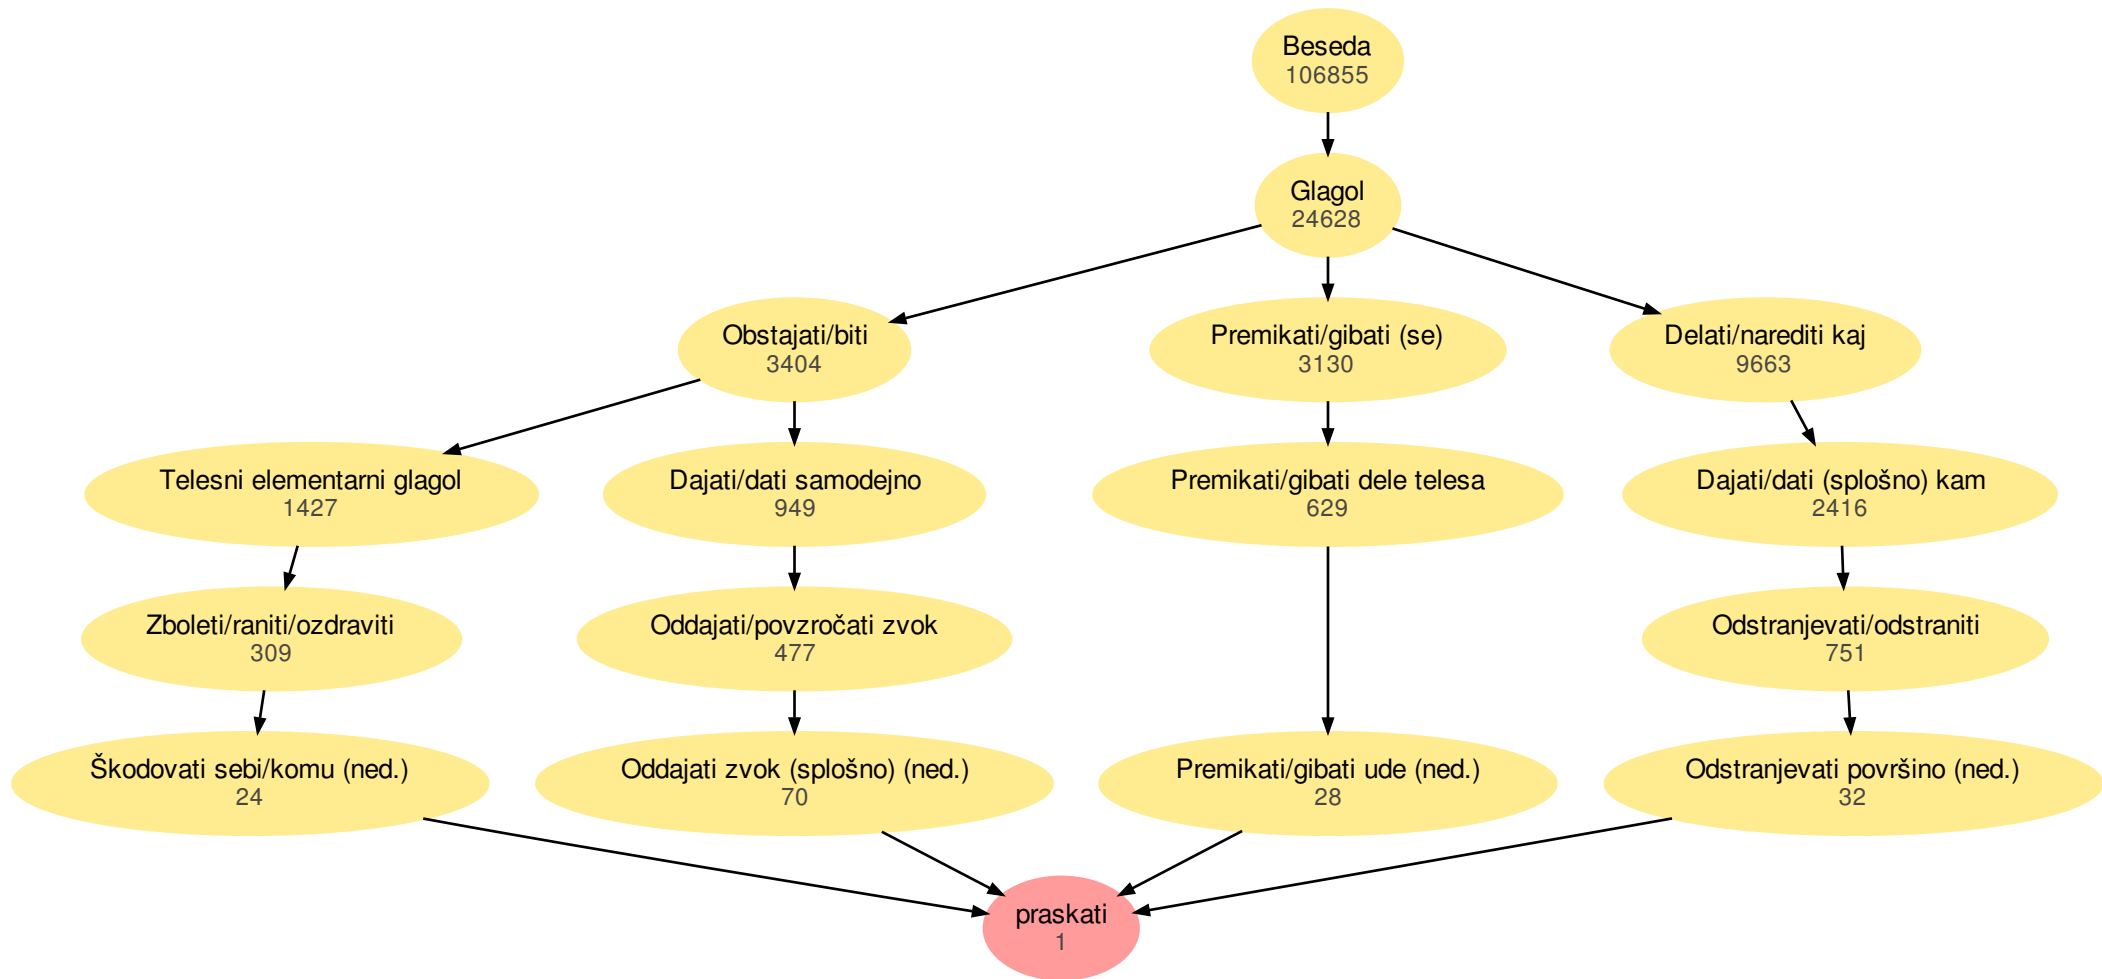 Beseda
106855
Glagol
24628
Obstajati/biti
3404
Premikati/gibati (se)
3130
Delati/narediti kaj
9663
Telesni elementarni glagol
1427
Dajati/dati samodejno
949
Premikati/gibati dele telesa
629
Dajati/dati (splošno) kam
2416
Zboleti/raniti/ozdraviti
309
Oddajati/povzročati zvok
477
Odstranjevati/odstraniti
751
Škodovati sebi/komu (ned.)
24
Oddajati zvok (splošno) (ned.)
70
Premikati/gibati ude (ned.)
28
Odstranjevati površino (ned.)
32
praskati
1